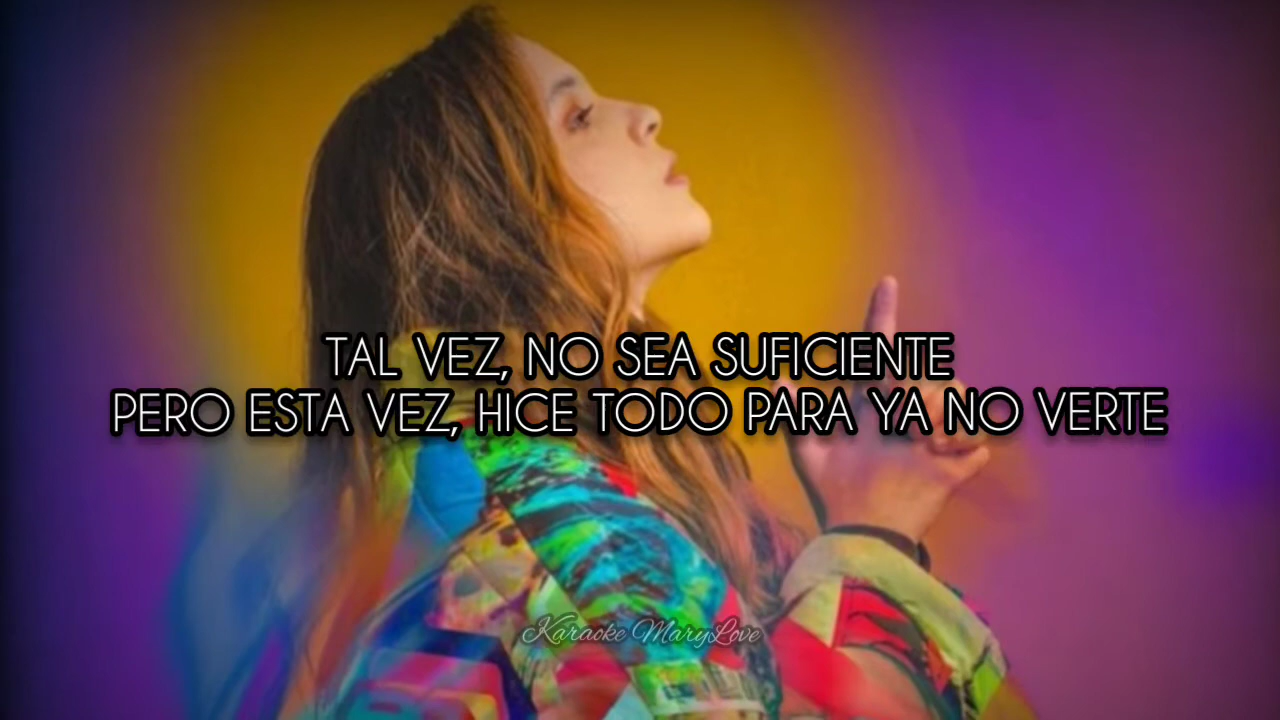 TAL VEZ, NO SEA SUFICIENTE
PERO ESTA VEZ, HICE TODO PARA YA NO VERTE
Karaoke MaryLove